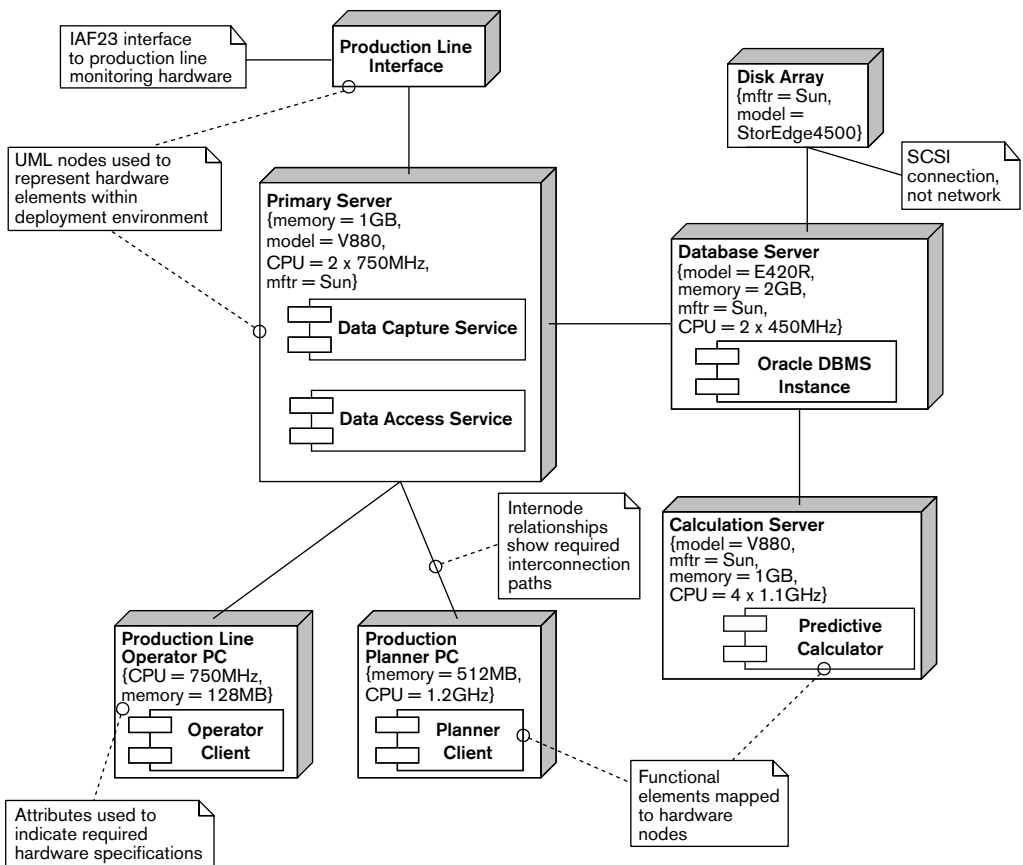 IAF23 interface
to production line
monitoring hardware
Production Line
Interface
Disk Array
{mftr = Sun,
model =
StorEdge4500}
UML nodes used to
represent hardware
elements within
deployment environment
SCSI
connection,
not network
Primary Server
{memory = 1GB,
model = V880,
CPU = 2 x 750MHz,
mftr = Sun}
Data Capture Service
Data Access Service
Database Server
{model = E420R,
memory = 2GB,
mftr = Sun,
CPU = 2 x 450MHz}
Oracle DBMS
Instance
Internode
relationships
show required
interconnection
paths
Calculation Server
{model = V880,
mftr = Sun,
memory = 1GB,
CPU = 4 x 1.1GHz}
Predictive
Calculator
Production Line
Operator PC
{CPU = 750MHz,
memory = 128MB}
Operator
Client
Production
Planner PC
{memory = 512MB,
CPU = 1.2GHz}
Planner
Client
Functional
elements mapped
to hardware
nodes
Attributes used to
indicate required
hardware specifications